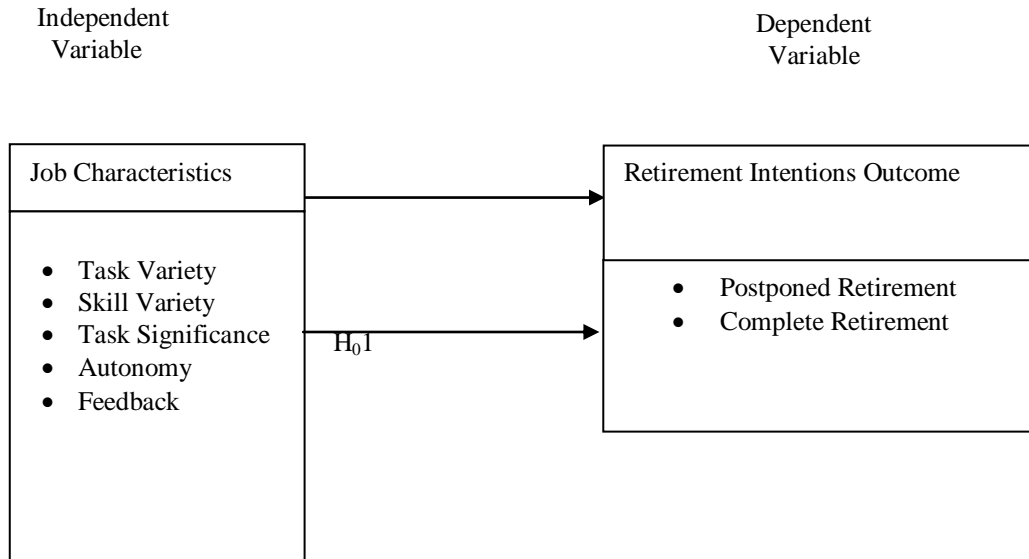 Independent
Variable
Dependent
Variable
Job Characteristics
• Task Variety
• Skill Variety
• Task Significance
• Autonomy
• Feedback
H₀1
Retirement Intentions Outcome
• Postponed Retirement
• Complete Retirement